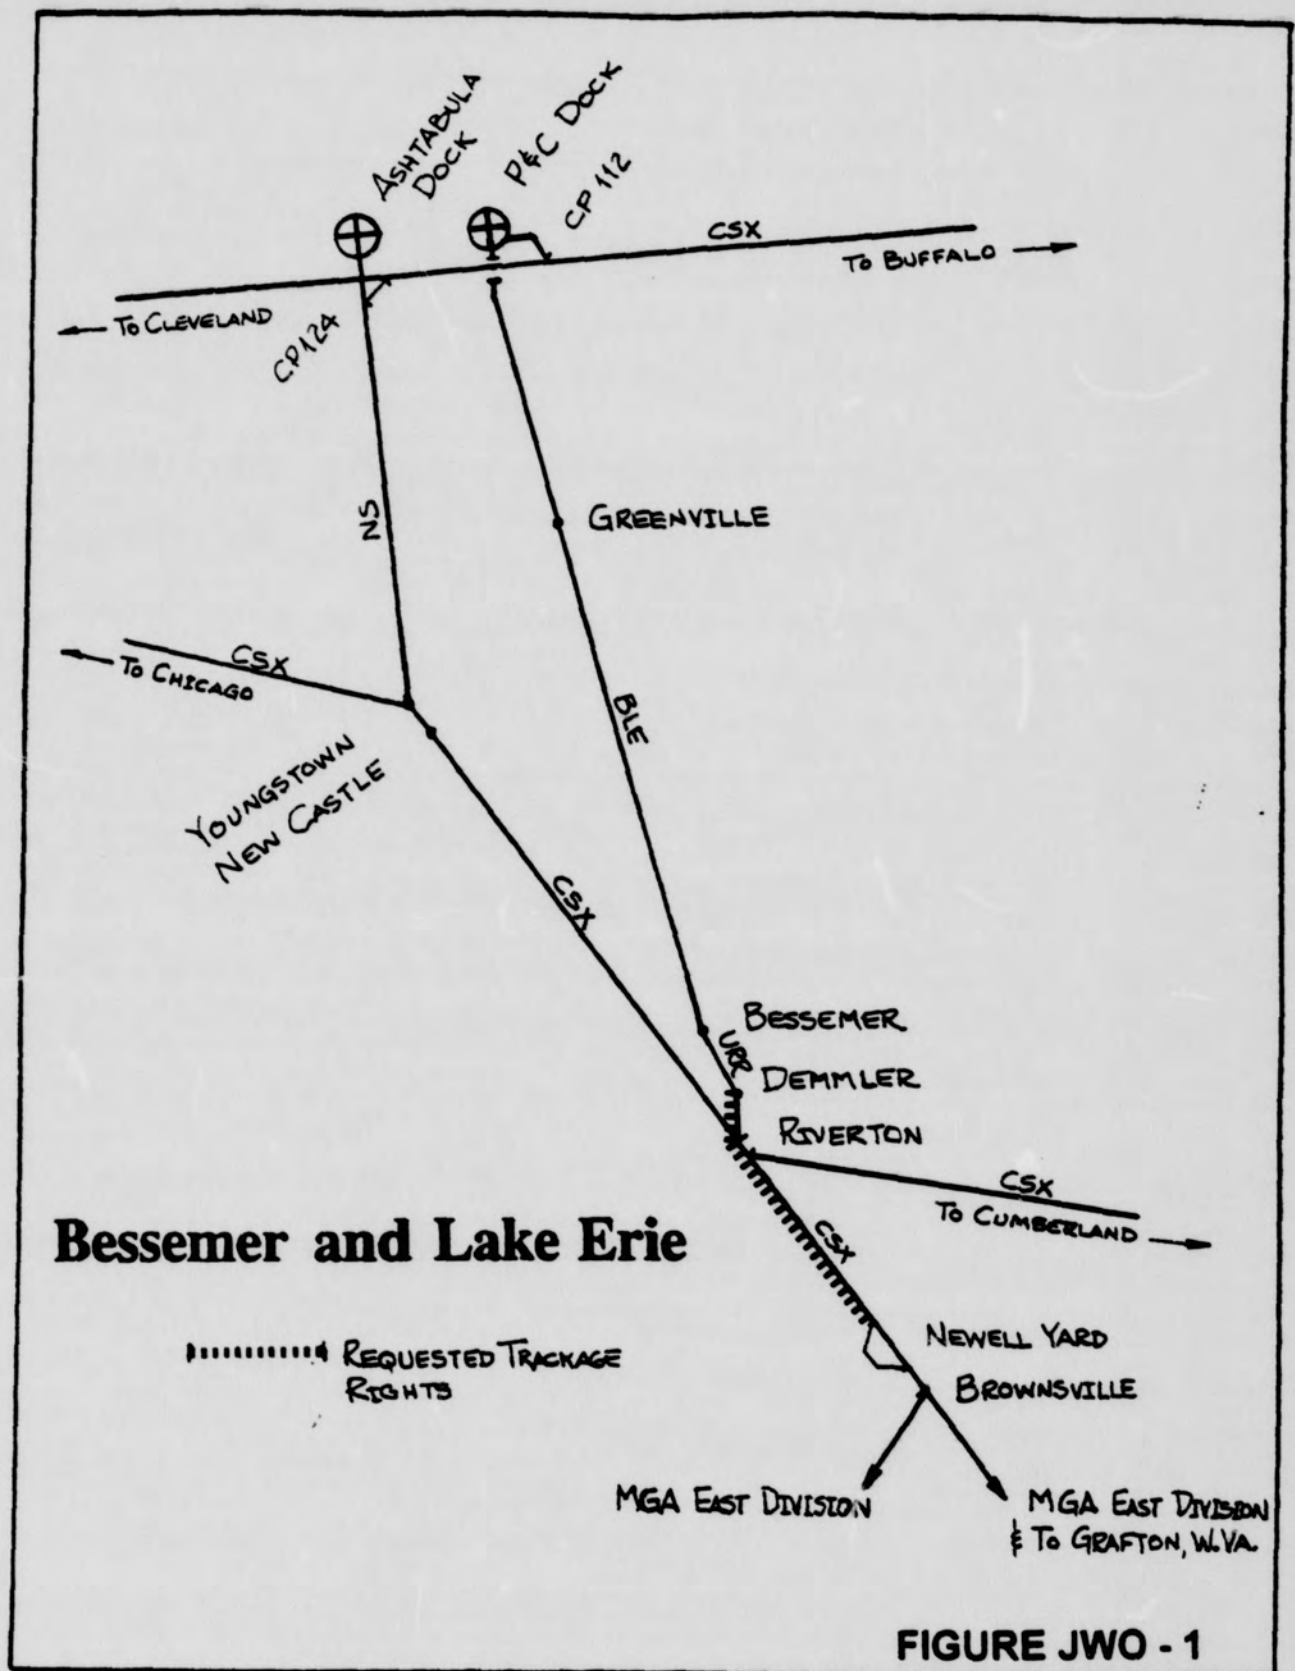 ASHTABULA
DOCK
P&C DOCK
CP 112
CSX
TO BUFFALO
TO CLEVELAND
CP124
NS
GREENVILLE
CSX
TO CHICAGO
BLE
YOUNGSTOWN
NEW CASTLE
CSX
BESSEMER
URR
DEMMLER
RIVERTON
CSX
TO CUMBERLAND
CSX
Bessemer and Lake Erie
NEWELL YARD
REQUESTED TRACKAGE
RIGHTS
BROWNSVILLE
MGA EAST DIVISION
MGA EAST DIVISION
& TO GRAFTON, W.VA.
FIGURE JWO - 1